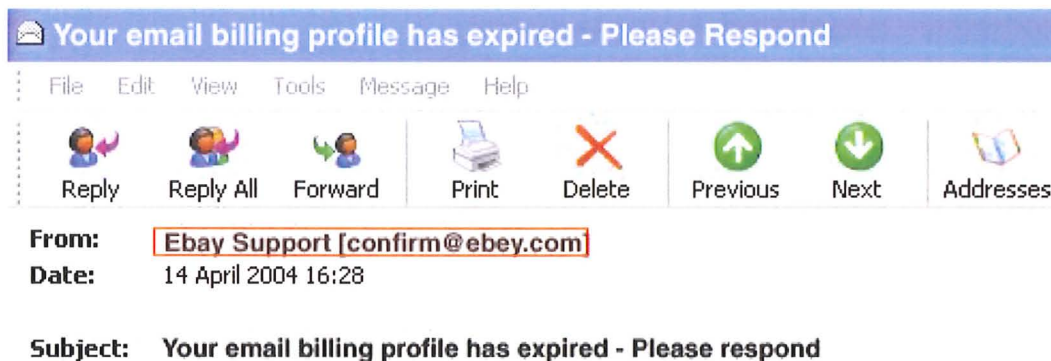 Your email billing profile has expired - Please Respond
File Edit View Tools Message Help
Reply Reply All Forward Print Delete Previous Next Addresses
From: Ebay Support [confirm@ebey.com]
Date: 14 April 2004 16:28
Subject: Your email billing profile has expired - Please respond